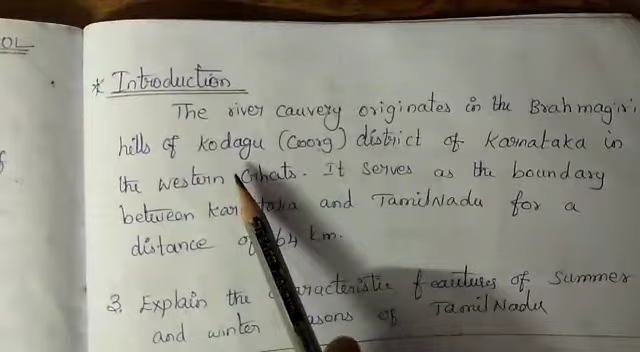 OL
* Introduction
The river cauvery originates in the Brahmagiri
hills of Kodagu (Coorg) district of Karnataka in
the western Ghats. It serves as the boundary
between Kar taka and TamilNadu for a
distance of 64 km.
3. Explain the characteristic feautures of Summer
and winter seasons of TamilNadu